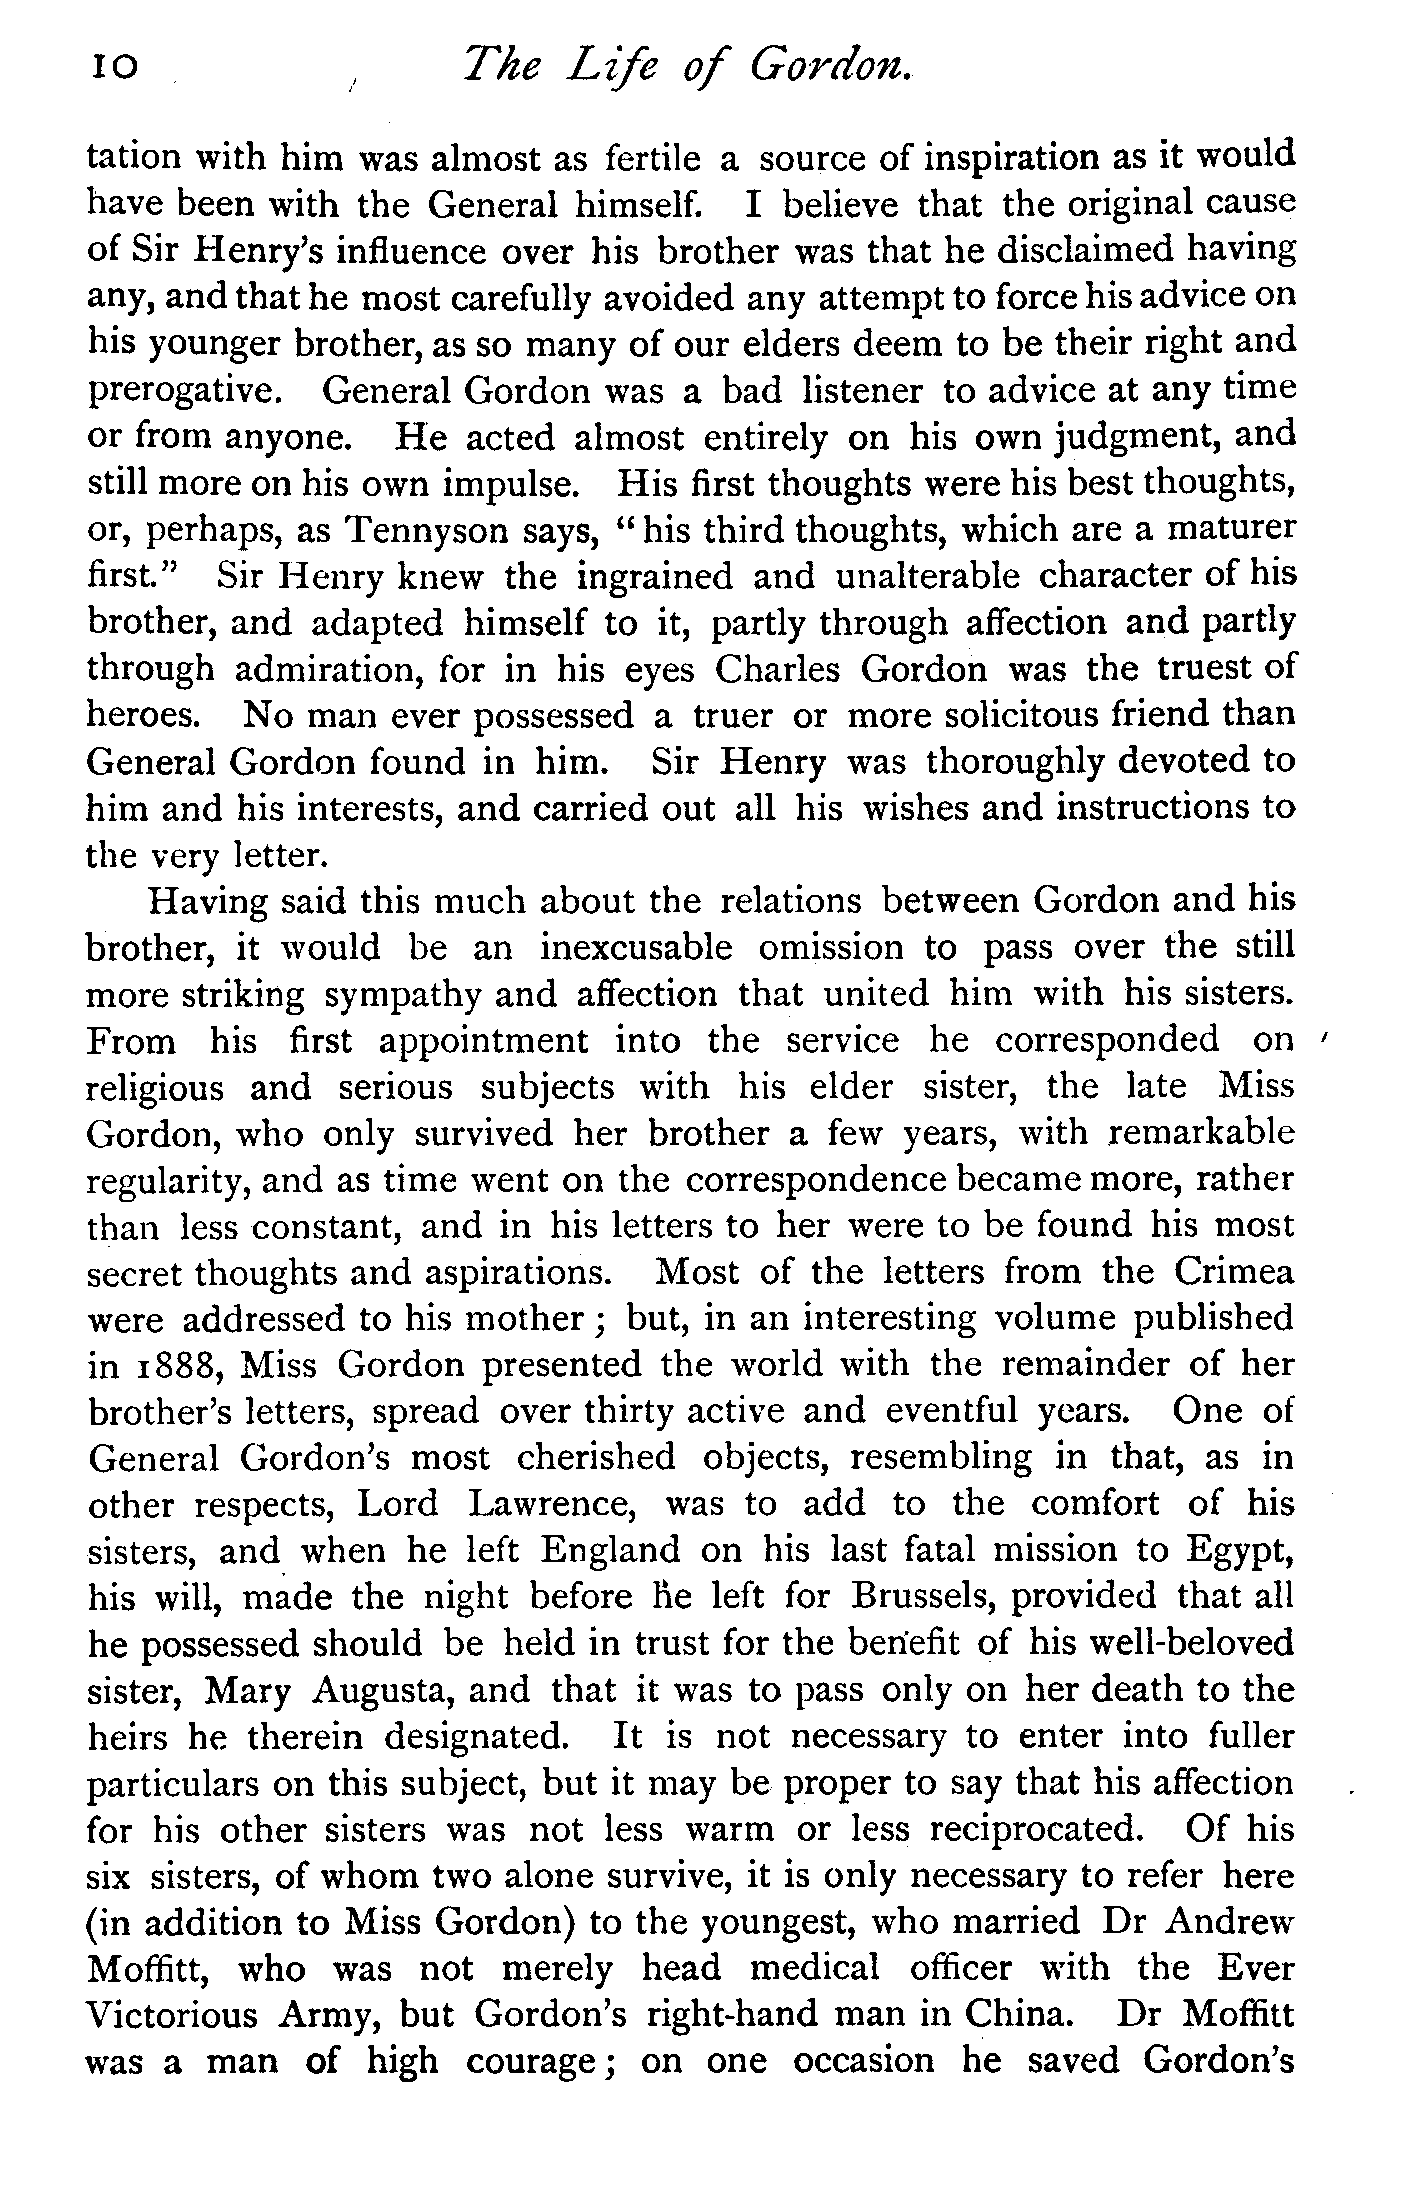 10 The Life of Gordon.
tation with him was almost as fertile a source of inspiration as it would
have been with the General himself. I believe that the original cause
of Sir Henry's influence over his brother was that he disclaimed having
any, and that he most carefully avoided any attempt to force his advice on
his younger brother, as so many of our elders deem to be their right and
prerogative. General Gordon was a bad listener to advice at any time
or from anyone. He acted almost entirely on his own judgment, and
still more on his own impulse. His first thoughts were his best thoughts,
or, perhaps, as Tennyson says, "his third thoughts, which are a maturer
first." Sir Henry knew the ingrained and unalterable character of his
brother, and adapted himself to it, partly through affection and partly
through admiration, for in his eyes Charles Gordon was the truest of
heroes. No man ever possessed a truer or more solicitous friend than
General Gordon found in him. Sir Henry was thoroughly devoted to
him and his interests, and carried out all his wishes and instructions to
the very letter.
Having said this much about the relations between Gordon and his
brother, it would be an inexcusable omission to pass over the still
more striking sympathy and affection that united him with his sisters.
From his first appointment into the service he corresponded on
religious and serious subjects with his elder sister, the late Miss
Gordon, who only survived her brother a few years, with remarkable
regularity, and as time went on the correspondence became more, rather
than less constant, and in his letters to her were to be found his most
secret thoughts and aspirations. Most of the letters from the Crimea
were addressed to his mother; but, in an interesting volume published
in 1888, Miss Gordon presented the world with the remainder of her
brother's letters, spread over thirty active and eventful years. One of
General Gordon's most cherished objects, resembling in that, as in
other respects, Lord Lawrence, was to add to the comfort of his
sisters, and when he left England on his last fatal mission to Egypt,
his will, made the night before he left for Brussels, provided that all
he possessed should be held in trust for the benefit of his well-beloved
sister, Mary Augusta, and that it was to pass only on her death to the
heirs he therein designated. It is not necessary to enter into fuller
particulars on this subject, but it may be proper to say that his affection
for his other sisters was not less warm or less reciprocated. Of his
six sisters, of whom two alone survive, it is only necessary to refer here
(in addition to Miss Gordon) to the youngest, who married Dr Andrew
Moffitt, who was not merely head medical officer with the Ever
Victorious Army, but Gordon's right-hand man in China. Dr Moffitt
was a man of high courage; on one occasion he saved Gordon's